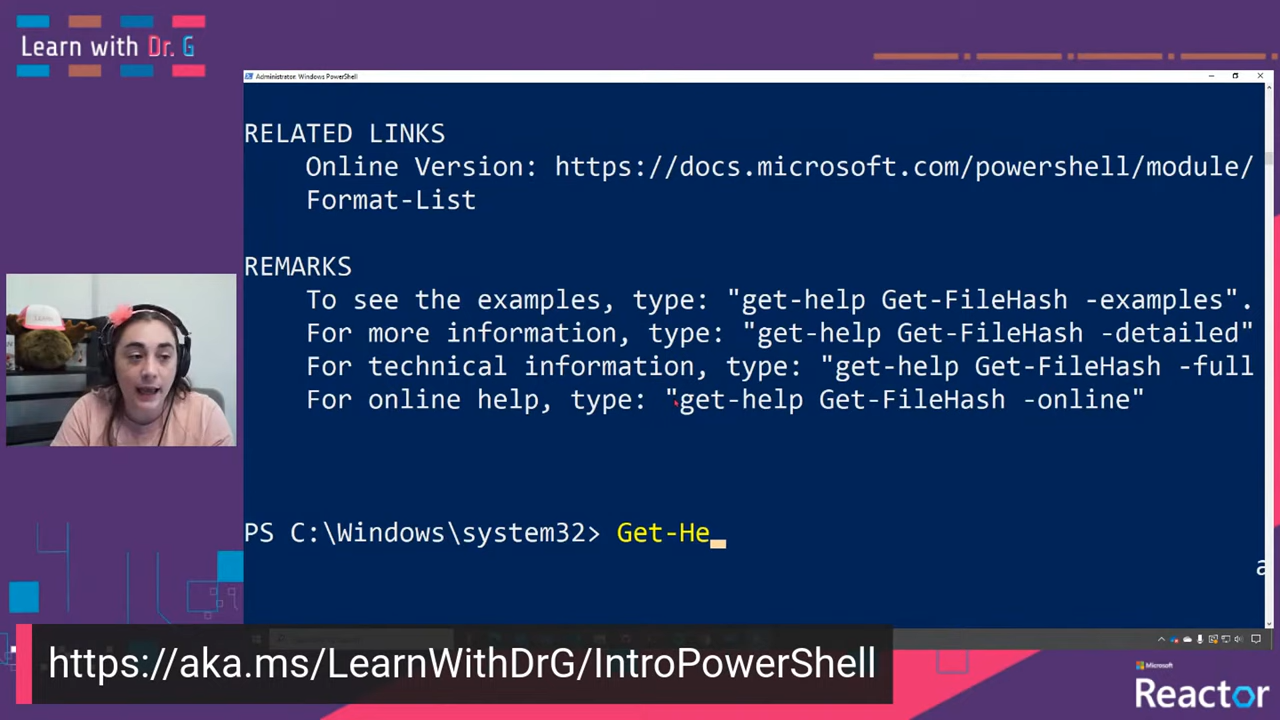 Learn with Dr. G
Administrator: Windows PowerShell
RELATED LINKS
Online Version: https://docs.microsoft.com/powershell/module/
Format-List
REMARKS
To see the examples, type: "get-help Get-FileHash -examples".
For more information, type: "get-help Get-FileHash -detailed"
For technical information, type: "get-help Get-FileHash -full
For online help, type: "get-help Get-FileHash -online"
PS C:\Windows\system32> Get-He_
a
https://aka.ms/LearnWithDrG/IntroPowerShell
Microsoft
Reactor